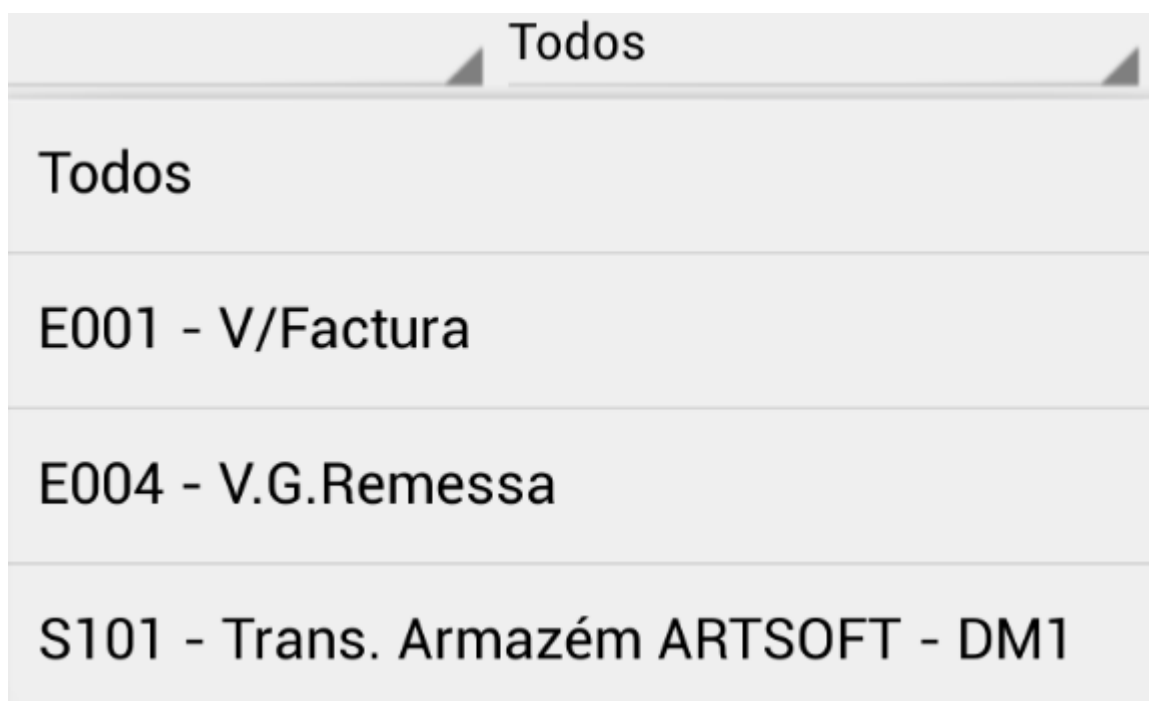 Todos
Todos
E001 - V/Factura
E004 - V.G.Remessa
S101 - Trans. Armazém ARTSOFT - DM1